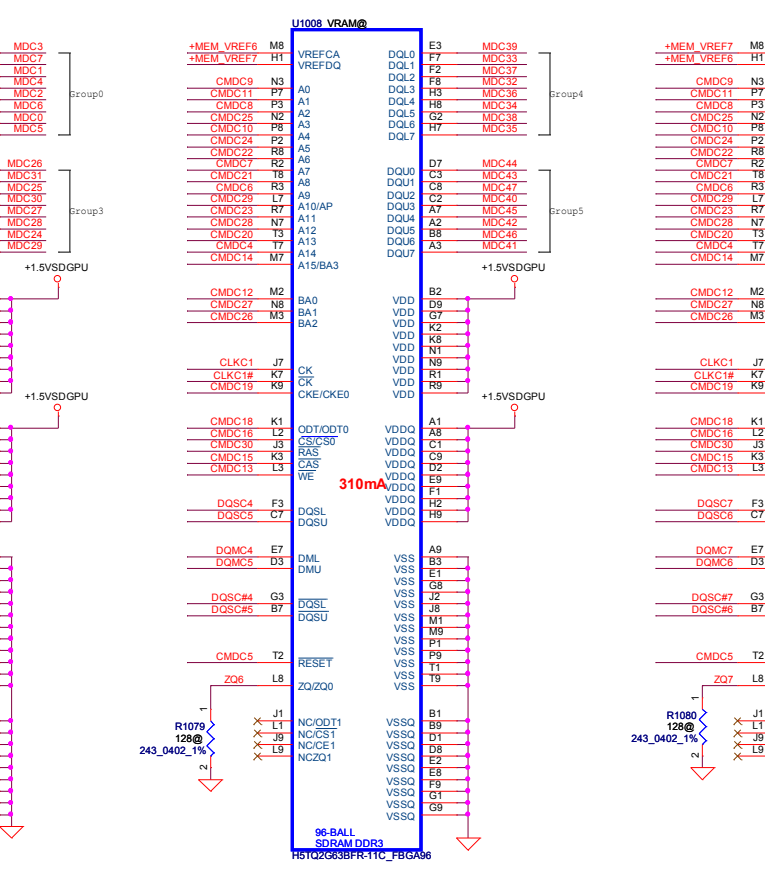 U1008 VRAM@
MDC3
MDC7
MDC1
MDC4
MDC2
MDC6
MDC0
MDC5
Group0
MDC26
MDC31
MDC25
MDC30
MDC27
MDC28
MDC24
MDC29
Group3
+1.5VSDGPU
+1.5VSDGPU
+MEM_VREF6 M8 VREFCA
+MEM_VREF7 H1 VREFDQ
CMDC9 N3 A0
CMDC11 P7 A1
CMDC8 P3 A2
CMDC25 N2 A3
CMDC10 P8 A4
CMDC24 P2 A5
CMDC22 R8 A6
CMDC7 R2 A7
CMDC21 T8 A8
CMDC6 R3 A9
CMDC29 L7 A10/AP
CMDC23 R7 A11
CMDC28 N7 A12
CMDC20 T3 A13
CMDC4 T7 A14
CMDC14 M7 A15/BA3
CMDC12 M2 BA0
CMDC27 N8 BA1
CMDC26 M3 BA2
CLKC1 J7 CK
CLKC1# K7 CK
CMDC19 K9 CKE/CKE0
CMDC18 K1 ODT/ODT0
CMDC16 L2 CS/CS0
CMDC30 J3 RAS
CMDC15 K3 CAS
CMDC13 L3 WE
310mA
DQSC4 F3 DQSL
DQSC5 C7 DQSU
DQMC4 E7 DML
DQMC5 D3 DMU
DQSC#4 G3 DQSL
DQSC#5 B7 DQSU
CMDC5 T2 RESET
ZQ6 L8 ZQ/ZQ0
J1 NC/ODT1
L1 NC/CS1
J9 NC/CE1
L9 NCZQ1
1
R1079
128@
243_0402_1%
2
DQL0 E3 MDC39
DQL1 F7 MDC33
DQL2 F2 MDC37
DQL3 F8 MDC32
DQL4 H3 MDC36
DQL5 H8 MDC34
DQL6 G2 MDC38
DQL7 H7 MDC35
Group4
DQU0 D7 MDC44
DQU1 C3 MDC43
DQU2 C8 MDC47
DQU3 C2 MDC40
DQU4 A7 MDC45
DQU5 A2 MDC42
DQU6 B8 MDC46
DQU7 A3 MDC41
Group5
+1.5VSDGPU
VDD B2
VDD D9
VDD G7
VDD K2
VDD K8
VDD N1
VDD N9
VDD R1
VDD R9
+1.5VSDGPU
VDDQ A1
VDDQ A8
VDDQ C1
VDDQ C9
VDDQ D2
VDDQ E9
VDDQ F1
VDDQ H2
VDDQ H9
VSS A9
VSS B3
VSS E1
VSS G8
VSS J2
VSS J8
VSS M1
VSS M9
VSS P1
VSS P9
VSS T1
VSS T9
VSSQ B1
VSSQ B9
VSSQ D1
VSSQ D8
VSSQ E2
VSSQ E8
VSSQ F9
VSSQ G1
VSSQ G9
96-BALL
SDRAM DDR3
H5TQ2G63BFR-11C_FBGA96
+MEM_VREF7 M8
+MEM_VREF6 H1
CMDC9 N3
CMDC11 P7
CMDC8 P3
CMDC25 N2
CMDC10 P8
CMDC24 P2
CMDC22 R8
CMDC7 R2
CMDC21 T8
CMDC6 R3
CMDC29 L7
CMDC23 R7
CMDC28 N7
CMDC20 T3
CMDC4 T7
CMDC14 M7
CMDC12 M2
CMDC27 N8
CMDC26 M3
CLKC1 J7
CLKC1# K7
CMDC19 K9
CMDC18 K1
CMDC16 L2
CMDC30 J3
CMDC15 K3
CMDC13 L3
DQSC7 F3
DQSC6 C7
DQMC7 E7
DQMC6 D3
DQSC#7 G3
DQSC#6 B7
CMDC5 T2
ZQ7 L8
J1
L1
J9
L9
1
R1080
128@
243_0402_1%
2